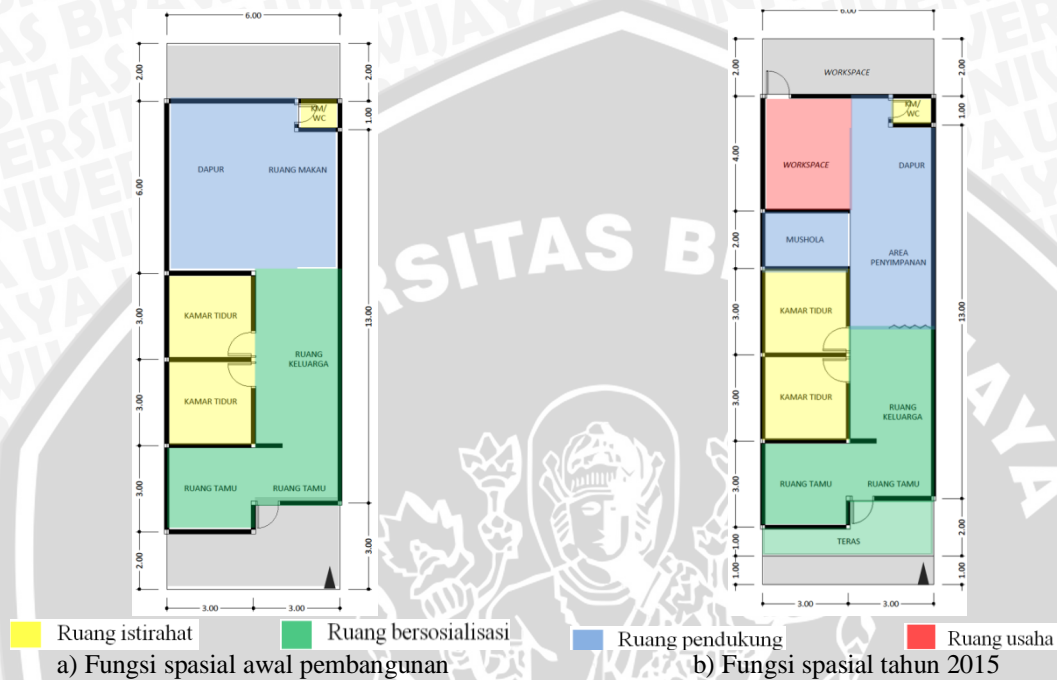 6.00
2.00
2.00
KM/
WC
1.00
6.00
DAPUR
RUANG MAKAN
3.00
KAMAR TIDUR
13.00
RUANG
KELUARGA
3.00
KAMAR TIDUR
3.00
RUANG TAMU
RUANG TAMU
2.00
3.00
3.00
3.00
6.00
2.00
WORKSPACE
2.00
KM/
WC
1.00
4.00
WORKSPACE
DAPUR
2.00
MUSHOLA
AREA
PENYIMPANAN
3.00
KAMAR TIDUR
13.00
3.00
KAMAR TIDUR
RUANG
KELUARGA
3.00
RUANG TAMU
RUANG TAMU
2.00
1.00
TERAS
1.00
1.00
3.00
3.00
RSITAS B
AYA
Ruang istirahat
Ruang bersosialisasi
Ruang pendukung
Ruang usaha
a) Fungsi spasial awal pembangunan
b) Fungsi spasial tahun 2015